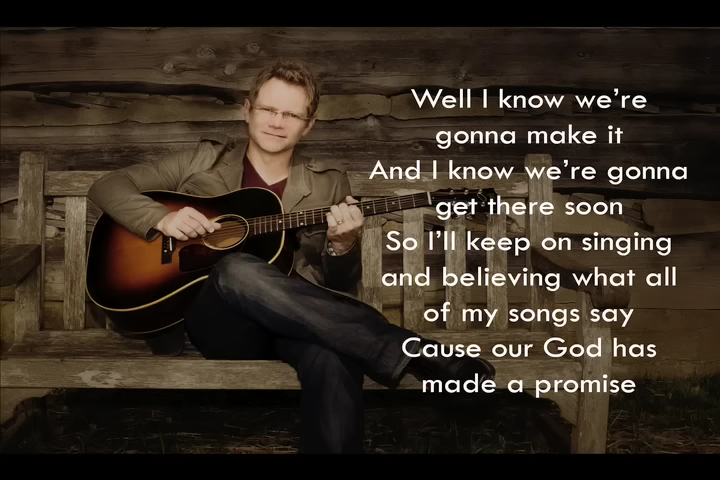 Well I know we're
gonna make it
And I know we're gonna
get there soon
So I'll keep on singing
and believing what all
of my songs say
Cause our God has
made a promise